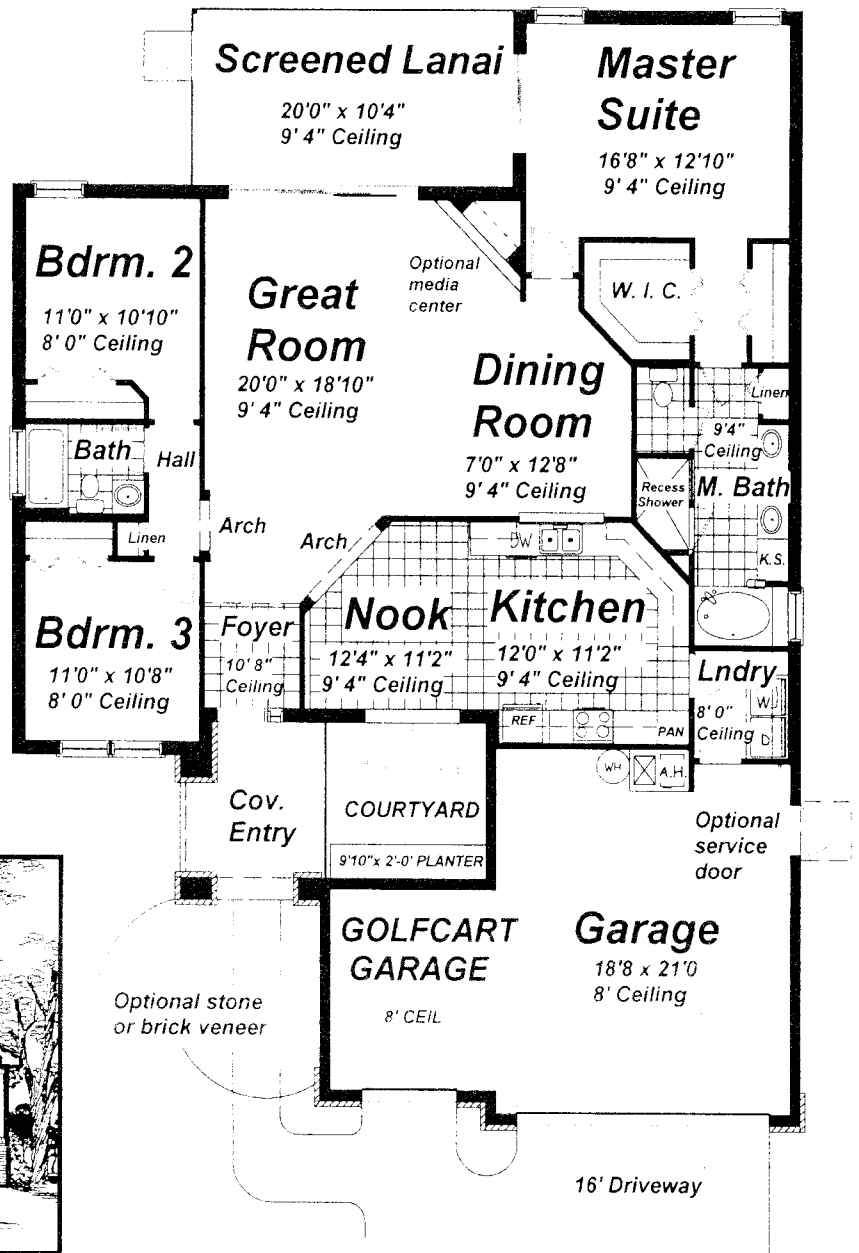 Screened Lanai
20'0" x 10'4"
9' 4" Ceiling
Master
Suite
16'8" x 12'10"
9' 4" Ceiling
Bdrm. 2
11'0" x 10'10"
8' 0" Ceiling
Great
Room
20'0" x 18'10"
9' 4" Ceiling
Optional
media
center
W. I. C.
Dining
Room
7'0" x 12'8"
9' 4" Ceiling
Linen
9'4"
Ceiling
Bath
Hall
Recess
Shower
M. Bath
Linen
Arch
Arch
DW
K.S.
Bdrm. 3
11'0" x 10'8"
8' 0" Ceiling
Foyer
10' 8"
Ceiling
Nook
12'4" x 11'2"
9' 4" Ceiling
Kitchen
12'0" x 11'2"
9' 4" Ceiling
Lndry
8' 0"
Ceiling
W
D
REF
PAN
WH
A.H.
Cov.
Entry
COURTYARD
9'10" x 2'-0' PLANTER
Optional
service
door
GOLFCART
GARAGE
8' CEIL
Garage
18'8 x 21'0
8' Ceiling
Optional stone
or brick veneer
16' Driveway